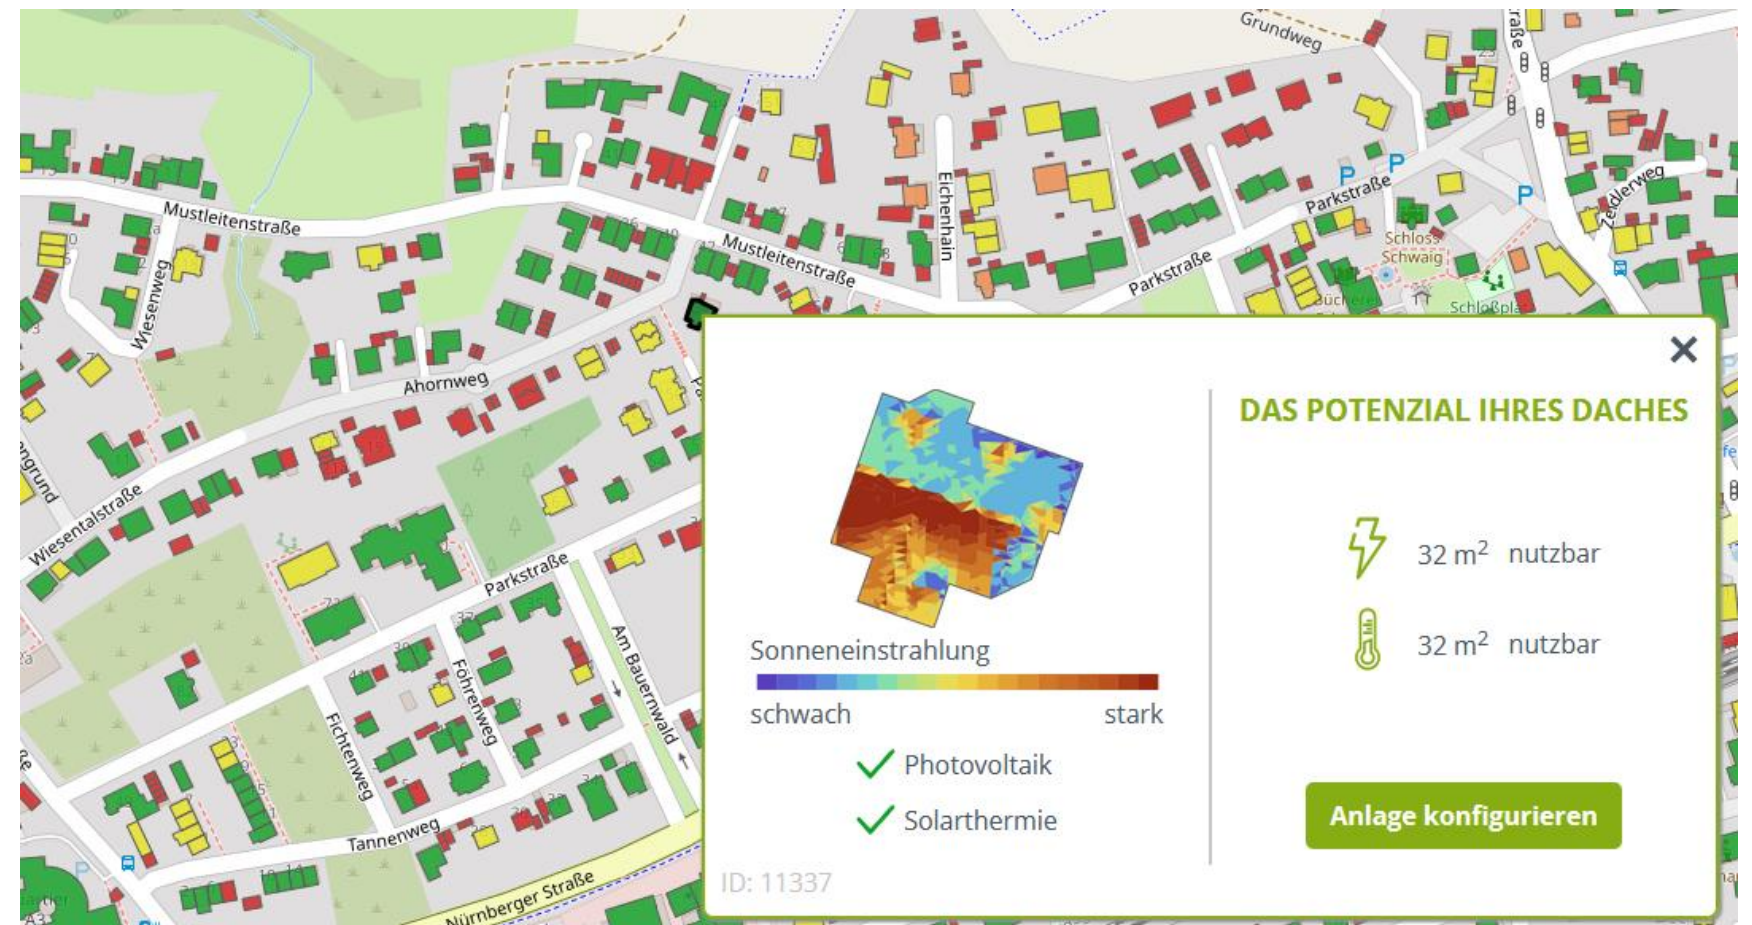 Grundweg
Mustleitenstraße
Wiesenweg
Mustleitenstraße
Eichenhain
Parkstraße
Parkstraße
Zeidlerweg
Schloss
Schwaig
P
P
P
Ahornweg
Wiesentalstraße
Parkstraße
Am Bauernwald
Föhrenweg
Fichtenweg
Tannenweg
Nürnberger Straße
Sonneneinstrahlung
schwach stark
Photovoltaik
Solarthermie
ID: 11337
DAS POTENZIAL IHRES DACHES
32 m² nutzbar
32 m² nutzbar
Anlage konfigurieren